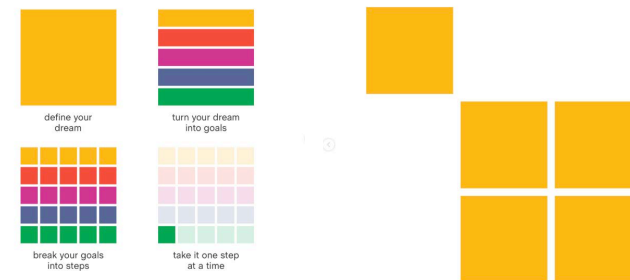 define your
dream
turn your dream
into goals
break your goals
into steps
take it one step
at a time